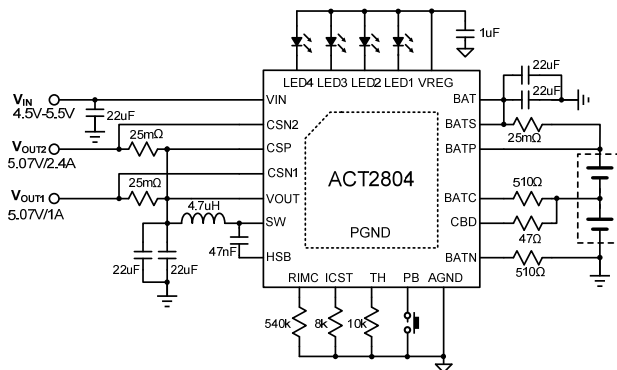 1uF
LED4 LED3 LED2 LED1 VREG
22uF
VIN
4.5V-5.5V
VIN
BAT
22uF
22uF
CSN2
BATS
25mΩ
25mΩ
VOUT2
5.07V/2.4A
CSP
BATP
CSN1
ACT2804
25mΩ
510Ω
VOUT1
5.07V/1A
VOUT
BATC
4.7uH
SW
CBD
PGND
47Ω
47nF
HSB
BATN
510Ω
22uF
22uF
RIMC ICST TH PB AGND
540k
8k
10k